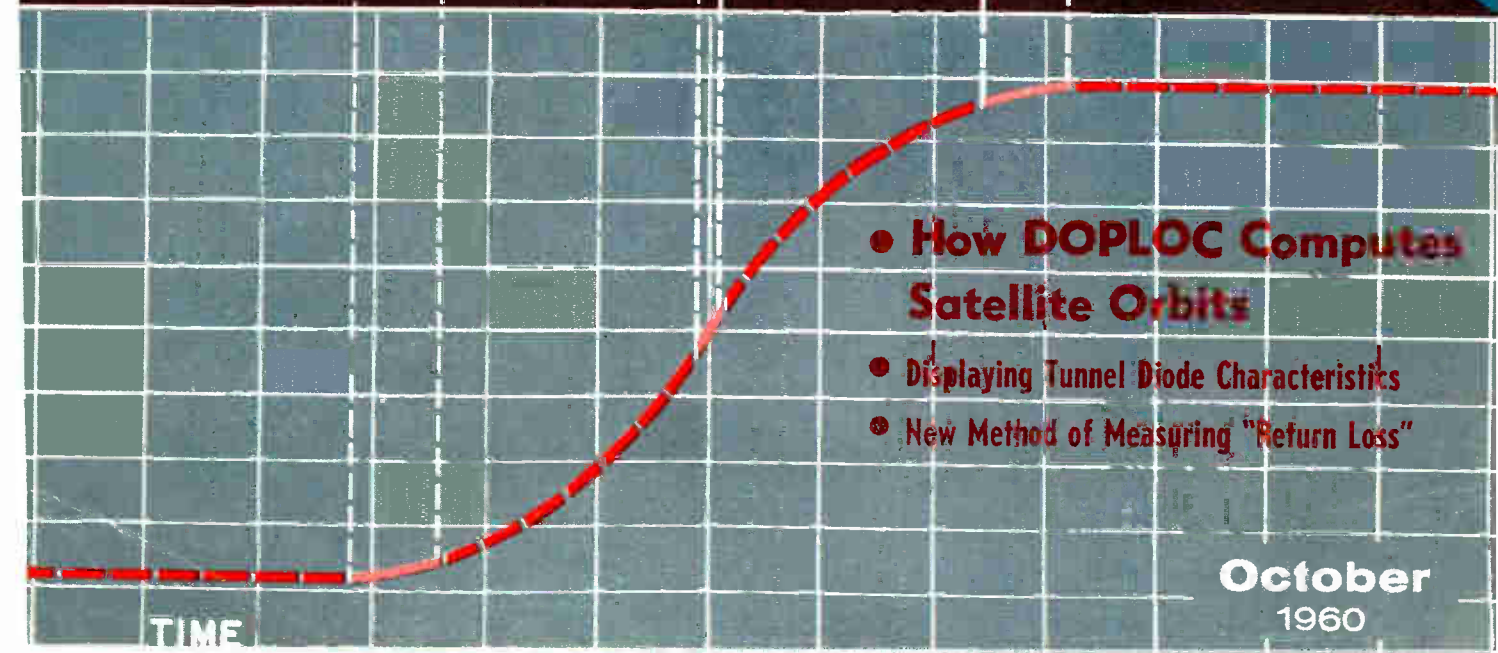 • How DOPLOC Computes
Satellite Orbits
• Displaying Tunnel Diode Characteristics
• New Method of Measuring "Return Loss"
October
1960
TIME